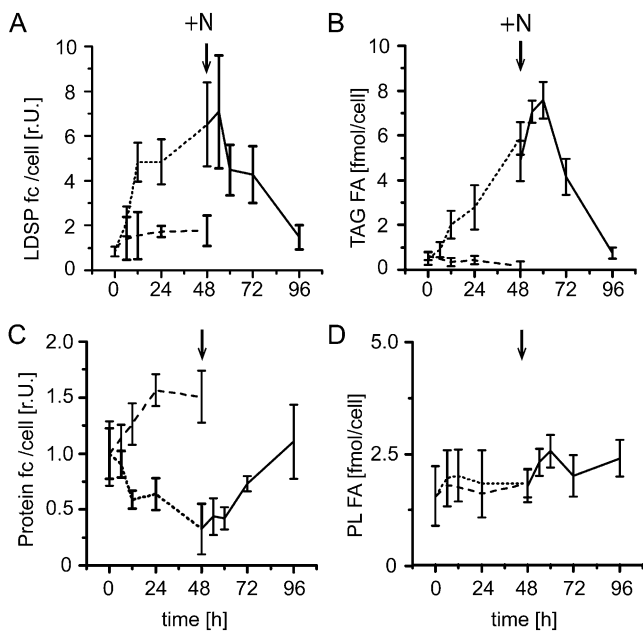 A
+N
LDSP fc /cell [r.U.]
10
8
6
4
2
0
0 24 48 72 96
B
+N
TAG FA [fmol/cell]
10
8
6
4
2
0
0 24 48 72 96
C
Protein fc /cell [r.U.]
2.0
1.5
1.0
0.5
0
0 24 48 72 96
time [h]
D
PL FA [fmol/cell]
5.0
2.5
0
0 24 48 72 96
time [h]